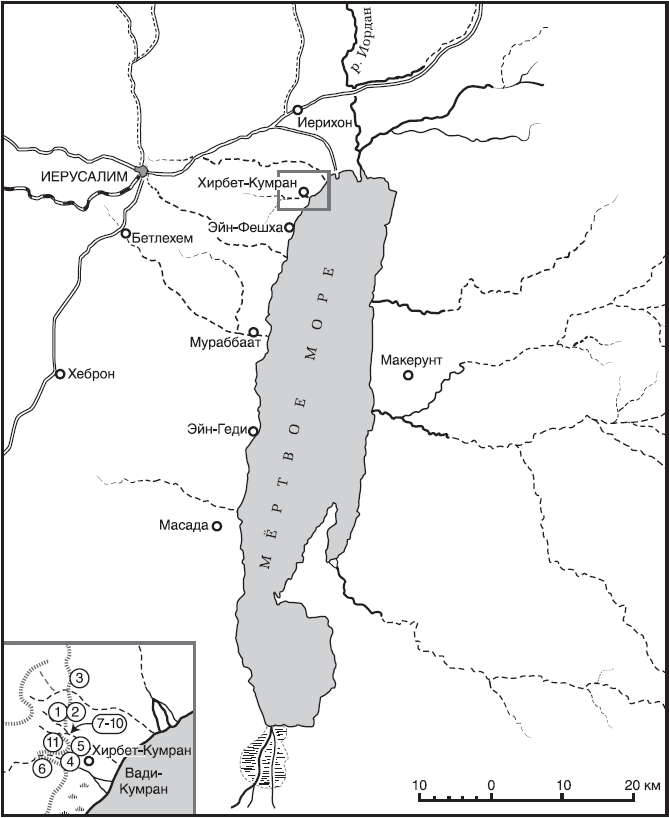 р. Иордан
Иерихон
ИЕРУСАЛИМ
Хирбет-Кумран
Эйн-Фешха
Бетлехем
Мураббаат
Макерунт
Хеброн
Эйн-Геди
МЁРТВОЕ МОРЕ
Масада
3
1
2
7-10
11
5
Хирбет-Кумран
4
6
Вади-
Кумран
10 0 10 20 км